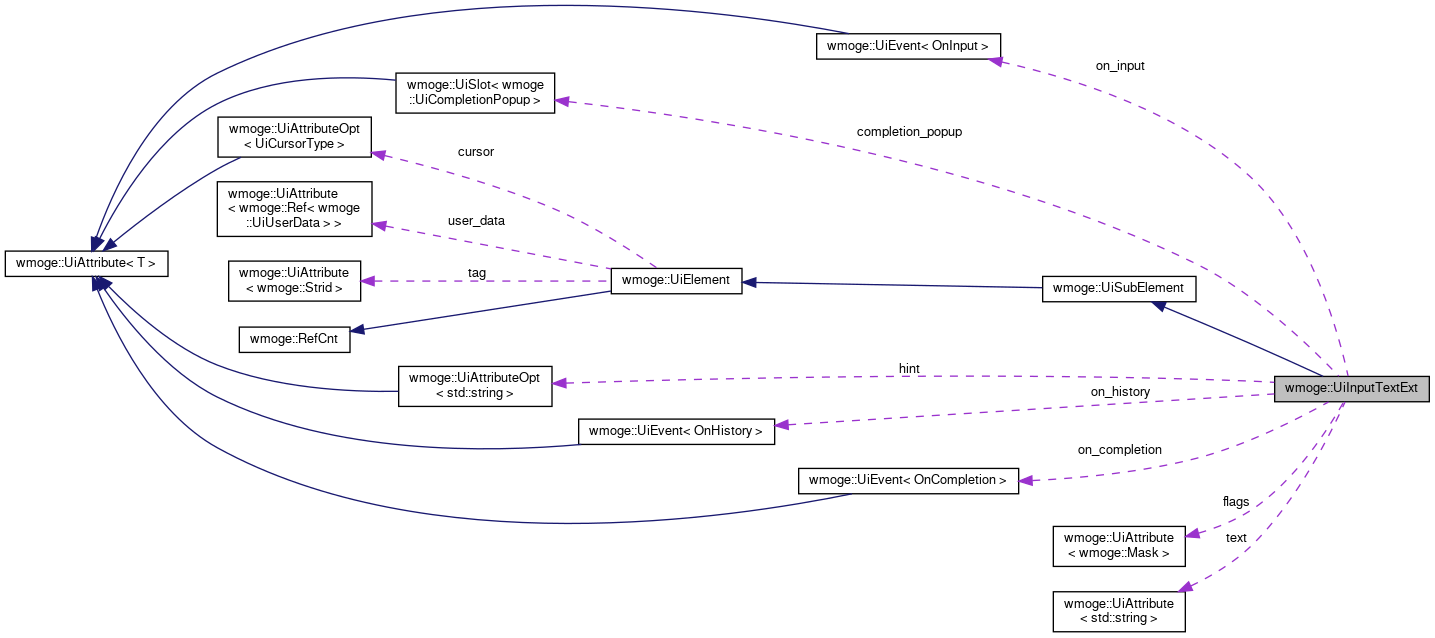 wmoge::UiEvent< OnInput >
on_input
wmoge::UiSlot< wmoge
::UiCompletionPopup >
completion_popup
wmoge::UiAttributeOpt
< UiCursorType >
cursor
wmoge::UiAttribute
< wmoge::Ref< wmoge
::UiUserData > >
user_data
wmoge::UiAttribute< T >
wmoge::UiAttribute
< wmoge::Strid >
tag
wmoge::UiElement
wmoge::UiSubElement
wmoge::RefCnt
wmoge::UiAttributeOpt
< std::string >
hint
wmoge::UiInputTextExt
on_history
wmoge::UiEvent< OnHistory >
on_completion
wmoge::UiEvent< OnCompletion >
flags
wmoge::UiAttribute
< wmoge::Mask >
text
wmoge::UiAttribute
< std::string >